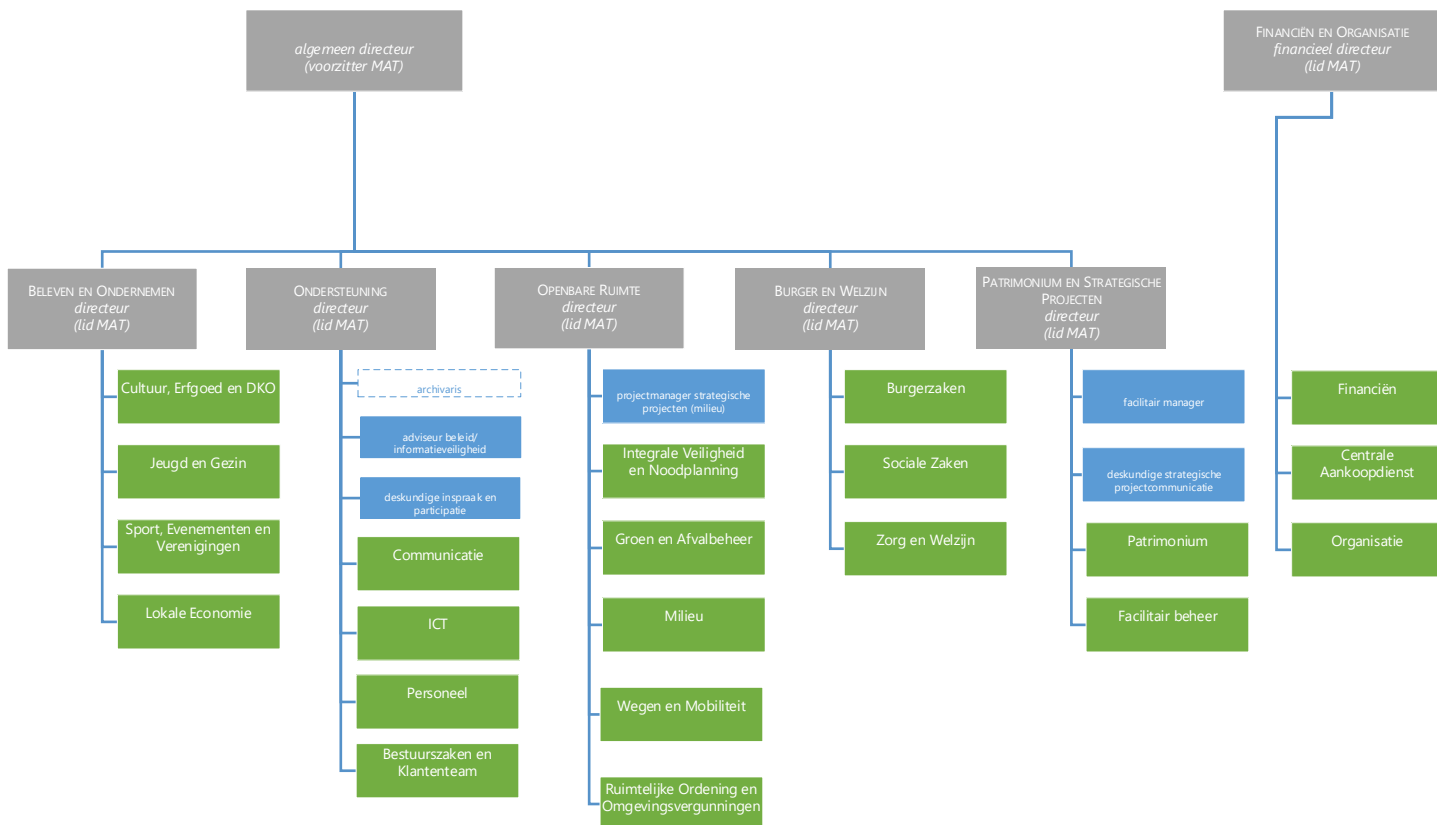 algemeen directeur
(voorzitter MAT)
FINANCIËN EN ORGANISATIE
financieel directeur
(lid MAT)
BELEVEN EN ONDERNEMEN
directeur
(lid MAT)
Cultuur, Erfgoed en DKO
Jeugd en Gezin
Sport, Evenementen en
Verenigingen
Lokale Economie
ONDERSTEUNING
directeur
(lid MAT)
archivaris
adviseur beleid/
informatieveiligheid
deskundige inspraak en
participatie
Communicatie
ICT
Personeel
Bestuurszaken en
Klantenteam
OPENBARE RUIMTE
directeur
(lid MAT)
projectmanager strategische
projecten (milieu)
Integrale Veiligheid
en Noodplanning
Groen en Afvalbeheer
Milieu
Wegen en Mobiliteit
Ruimtelijke Ordening en
Omgevingsvergunningen
BURGER EN WELZIJN
directeur
(lid MAT)
Burgerzaken
Sociale Zaken
Zorg en Welzijn
PATRIMONIUM EN STRATEGISCHE
PROJECTEN
directeur
(lid MAT)
facilitair manager
deskundige strategische
projectcommunicatie
Patrimonium
Facilitair beheer
Financiën
Centrale
Aankoopdienst
Organisatie